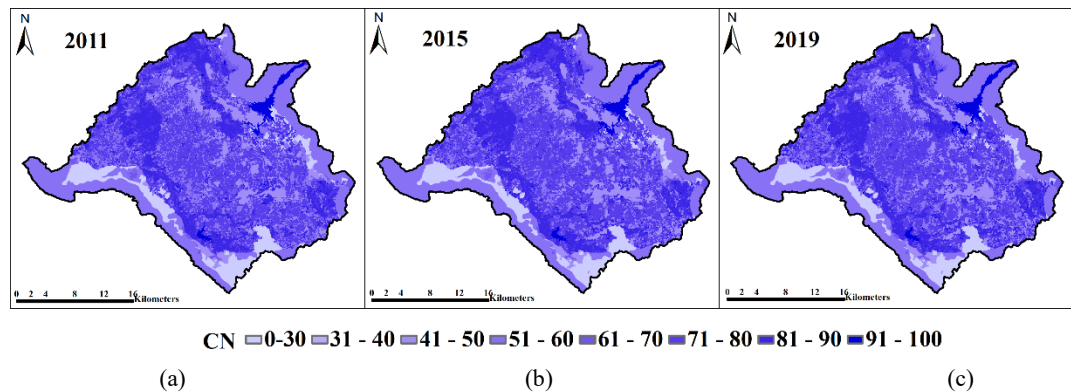 N
2011
0 2 4 8 12 16
Kilometers
N
2015
0 2 4 8 12 16
Kilometers
N
2019
0 2 4 8 12 16
Kilometers
CN 0-30 31 - 40 41 - 50 51 - 60 61 - 70 71 - 80 81 - 90 91 - 100
(a) (b) (c)